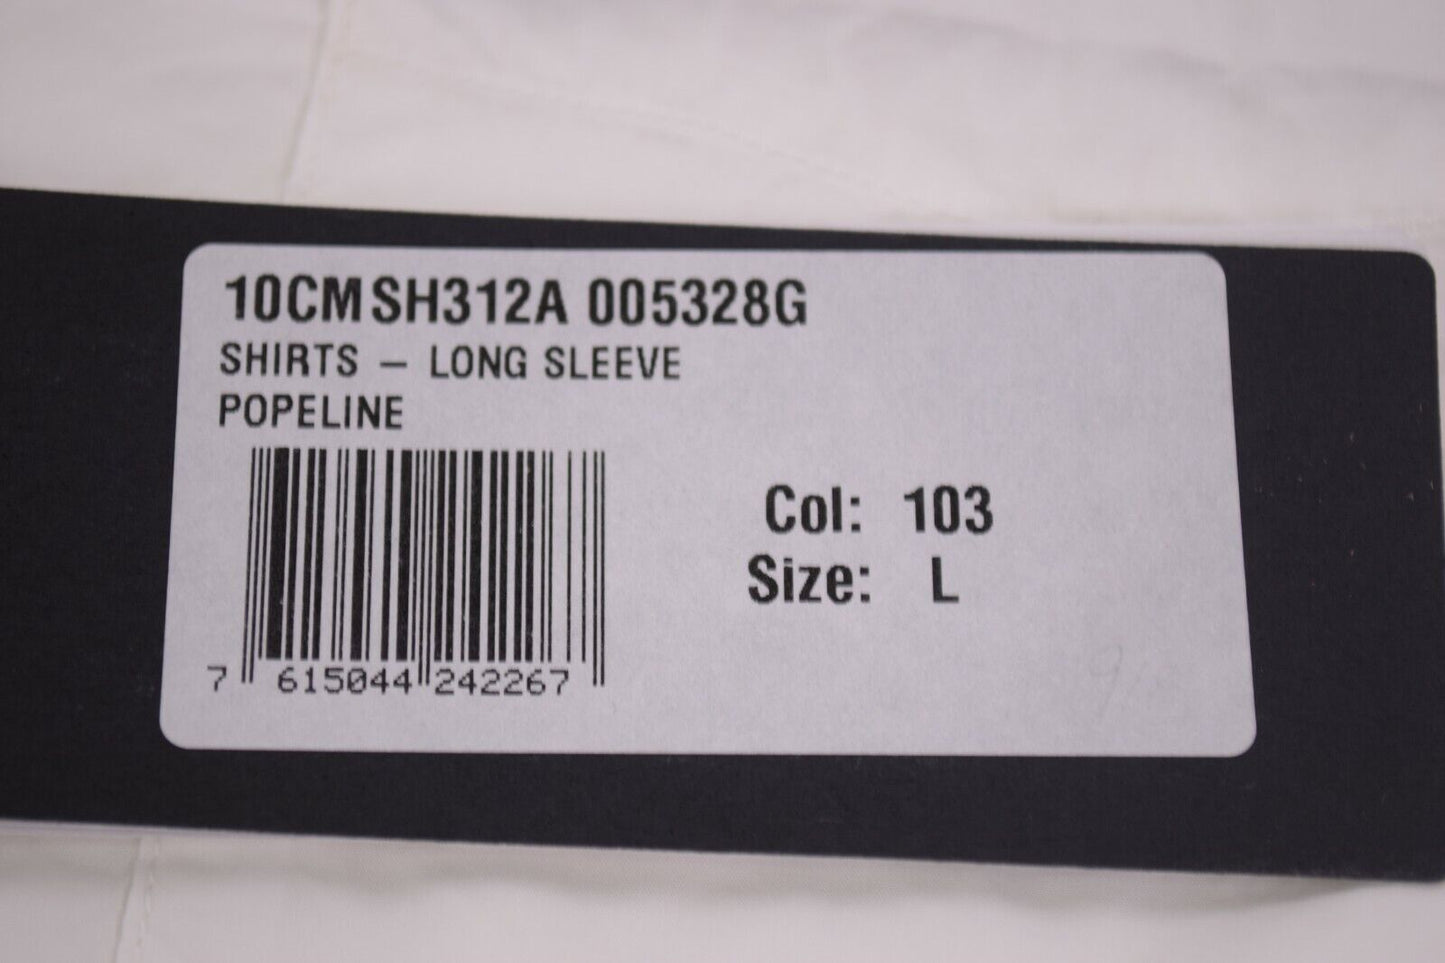 10CMSH312A 005328G
SHIRTS – LONG SLEEVE
POPELINE
Col: 103
Size: L
7 615044 242267